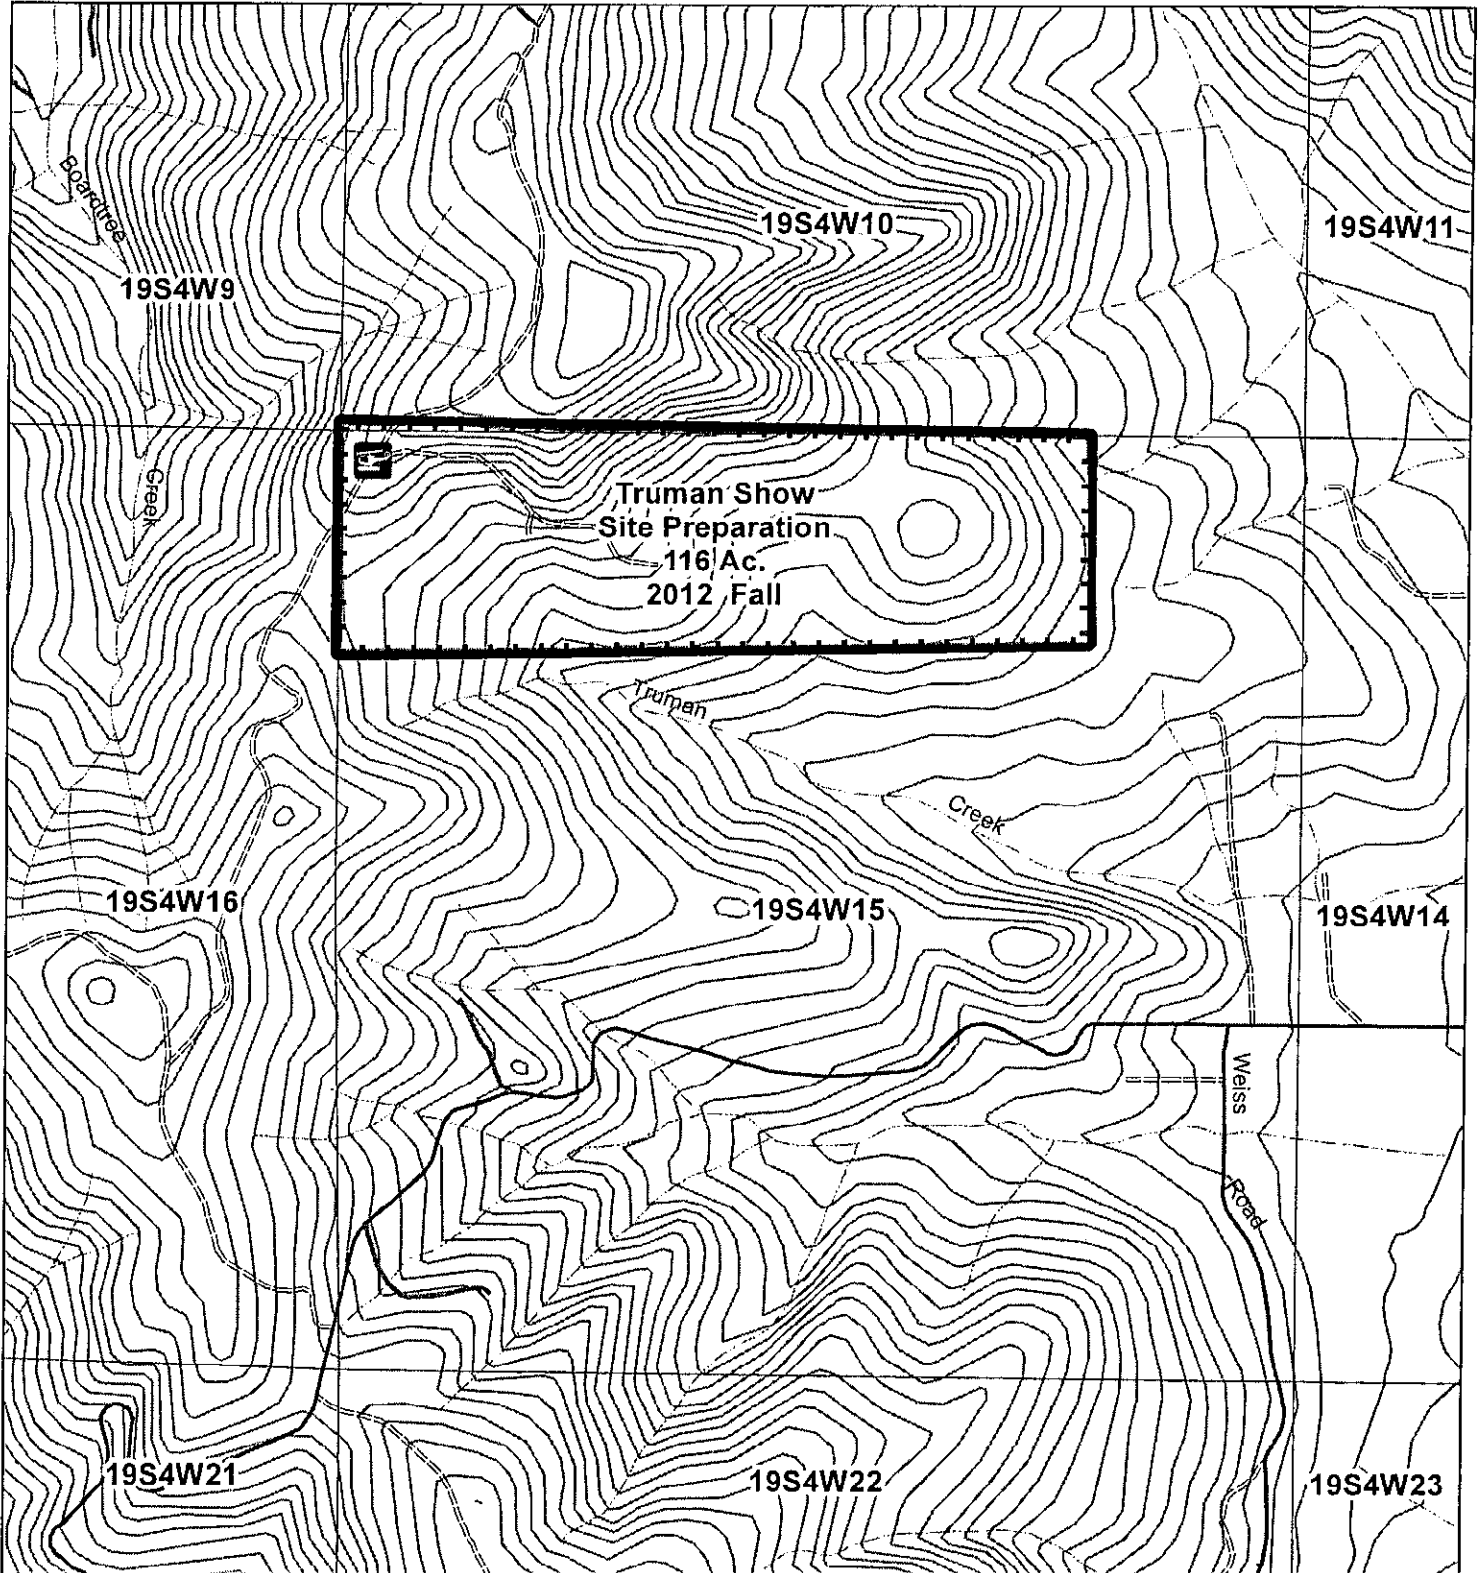 19S4W10
19S4W11
Boardtree
19S4W9
Creek
H
Truman Show
Site Preparation
116 Ac.
2012 Fall
Truman
Creek
19S4W16
19S4W15
19S4W14
Weiss
Road
19S4W21
19S4W22
19S4W23